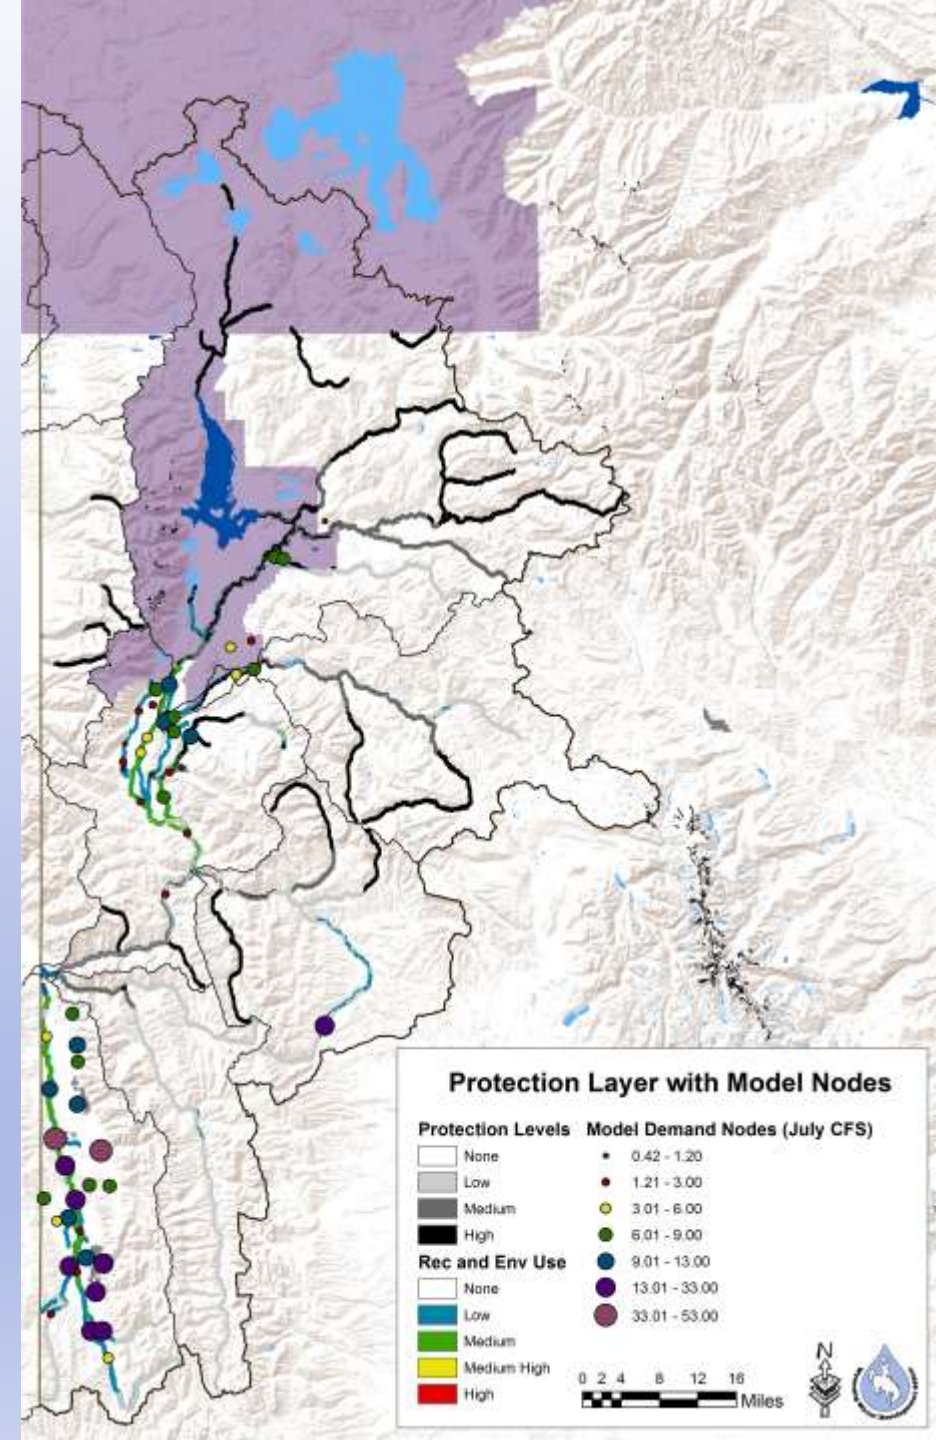 Protection Layer with Model Nodes
Protection Levels
None
Low
Medium
High
Rec and Env Use
None
Low
Medium
Medium High
High
Model Demand Nodes (July CFS)
0.42 - 1.20
1.21 - 3.00
3.01 - 6.00
6.01 - 9.00
9.01 - 13.00
13.01 - 33.00
33.01 - 53.00
0 2 4 8 12 16
Miles
N